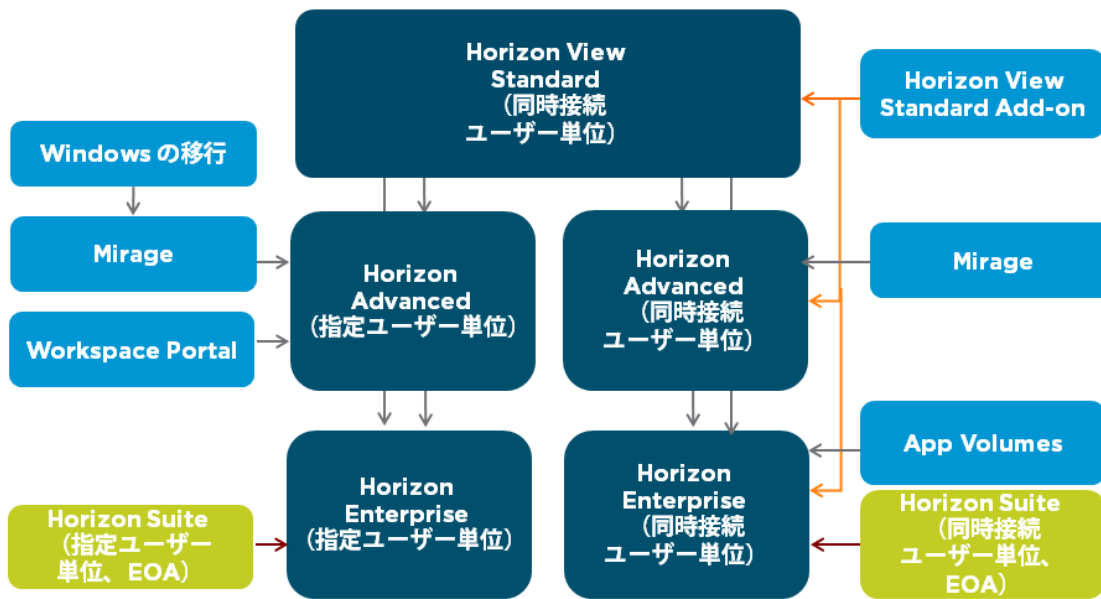 Horizon View
Standard
（同時接続
ユーザー単位）
Horizon View
Standard Add-on
Windows の移行
Mirage
Workspace Portal
Horizon
Advanced
（指定ユーザー単位）
Horizon
Advanced
（同時接続
ユーザー単位）
Mirage
Horizon
Enterprise
（指定ユーザー単位）
Horizon
Enterprise
（同時接続
ユーザー単位）
App Volumes
Horizon Suite
（指定ユーザー
単位、EOA）
Horizon Suite
（同時接続
ユーザー単位、
EOA）